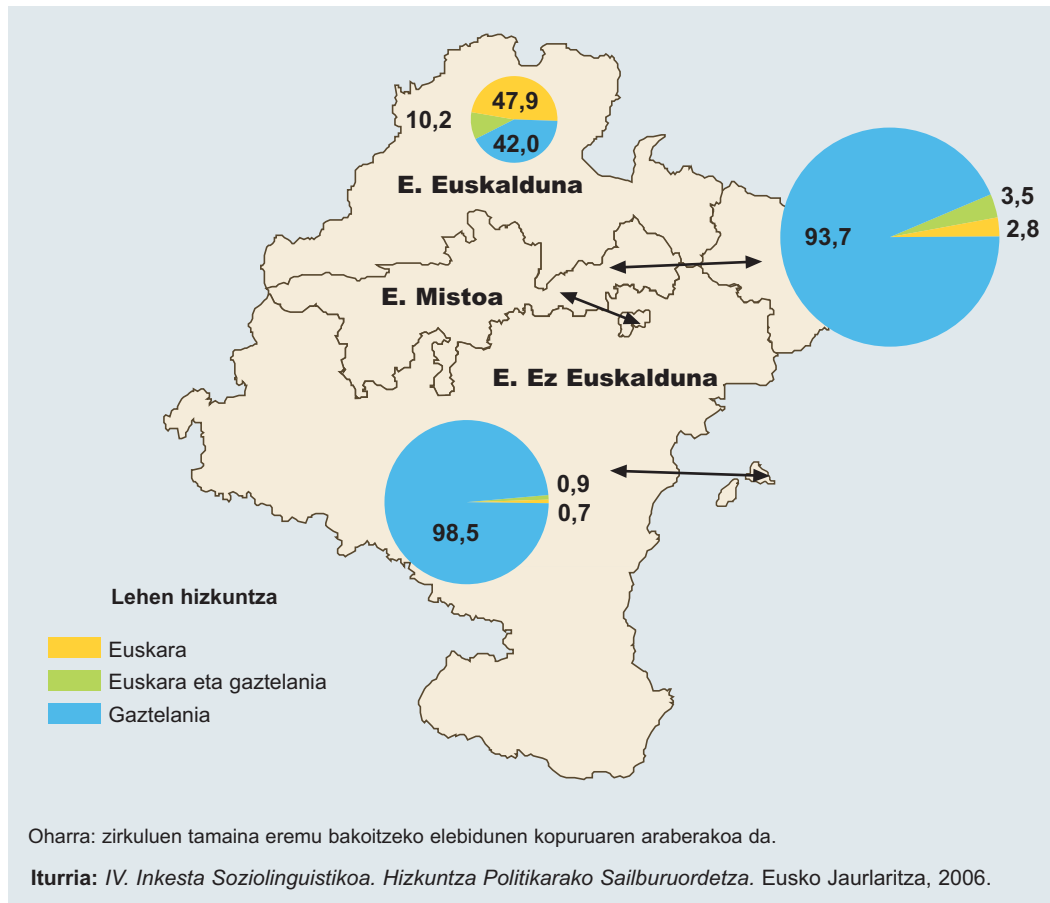 47,9
10,2
42,0
E. Euskalduna
3,5
2,8
93,7
E. Mistoa
E. Ez Euskalduna
0,9
0,7
98,5
Lehen hizkuntza
Euskara
Euskara eta gaztelania
Gaztelania
Oharra: zirkuluen tamaina eremu bakoitzeko elebidunen kopuruaren araberakoa da.
Iturria: IV. Inkesta Soziolinguistikoa. Hizkuntza Politikarako Sailburuordetza. Eusko Jaurlaritza, 2006.